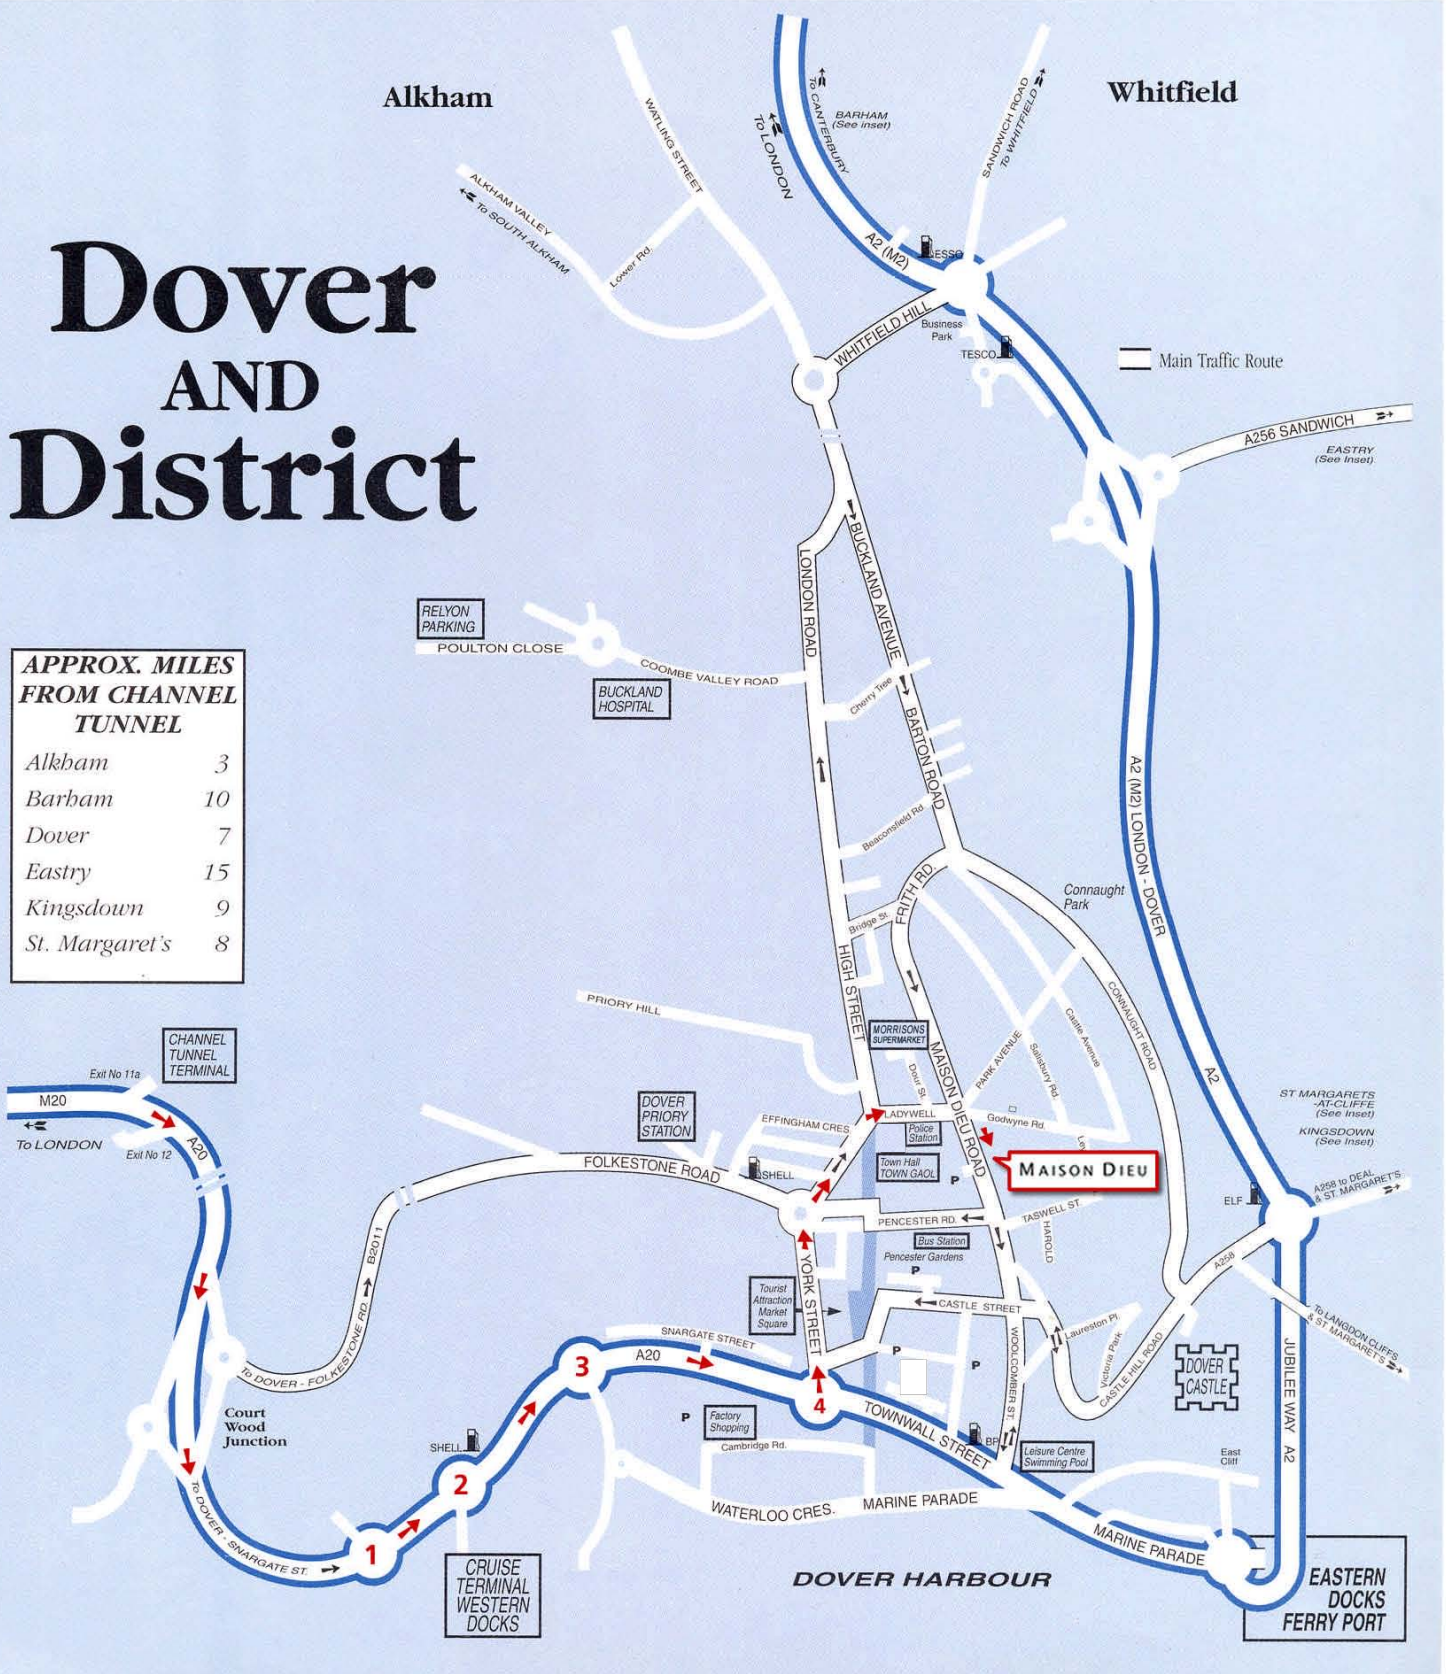 Alkham
Whitfield
Dover
AND
District
WATLING STREET
ALKHAM VALLEY
To SOUTH ALKHAM
Lower Rd.
To CANTERBURY
To LONDON
BARHAM
(See inset)
SANDWICH ROAD
To WHITFIELD
A2 (M2)
ESSO
WHITFIELD HILL
Business
Park
TESCO
Main Traffic Route
A256 SANDWICH
EASTRY
(See Inset)
BUCKLAND AVENUE
LONDON ROAD
RELYON
PARKING
POULTON CLOSE
COOMBE VALLEY ROAD
BUCKLAND
HOSPITAL
Cherry Tree
BARTON ROAD
Beaconsfield Rd.
A2 (M2) LONDON - DOVER
APPROX. MILES
FROM CHANNEL
TUNNEL
Alkham 3
Barham 10
Dover 7
Eastry 15
Kingsdown 9
St. Margaret's 8
FRITH RD.
Connaught
Park
Bridge St.
HIGH STREET
PRIORY HILL
CONNAUGHT ROAD
Castle Avenue
Salisbury Rd.
PARK AVENUE
MORRISONS
SUPERMARKET
MAISON DIEU ROAD
Dour St.
CHANNEL
TUNNEL
TERMINAL
Exit No 11a
M20
To LONDON
Exit No 12
A20
DOVER
PRIORY
STATION
EFFINGHAM CRES.
LADYWELL
Godwyne Rd.
Police
Station
Town Hall
TOWN GAOL
P
MAISON DIEU
A2
ST MARGARETS
-AT-CLIFFE
(See Inset)
KINGSDOWN
(See Inset)
A258 to DEAL
& ST. MARGARET'S
ELF
FOLKESTONE ROAD
SHELL
PENCESTER RD.
TASWELL ST.
HAROLD
Bus Station
Pencester Gardens
P
B2011
To DOVER - FOLKESTONE RD.
Tourist
Attraction
Market
Square
YORK STREET
CASTLE STREET
WOOLCOMBER ST.
Laureston Pl.
Victoria Park
CASTLE HILL ROAD
A258
To LANGDON CLIFFS
& ST MARGARET'S
JUBILEE WAY A2
DOVER
CASTLE
SNARGATE STREET
A20
3
P
P
4
TOWNWALL STREET
Court
Wood
Junction
P
Factory
Shopping
Cambridge Rd.
SHELL
BP
Leisure Centre
Swimming Pool
East
Cliff
2
WATERLOO CRES.
MARINE PARADE
MARINE PARADE
To DOVER - SNARGATE ST.
1
CRUISE
TERMINAL
WESTERN
DOCKS
DOVER HARBOUR
EASTERN
DOCKS
FERRY PORT